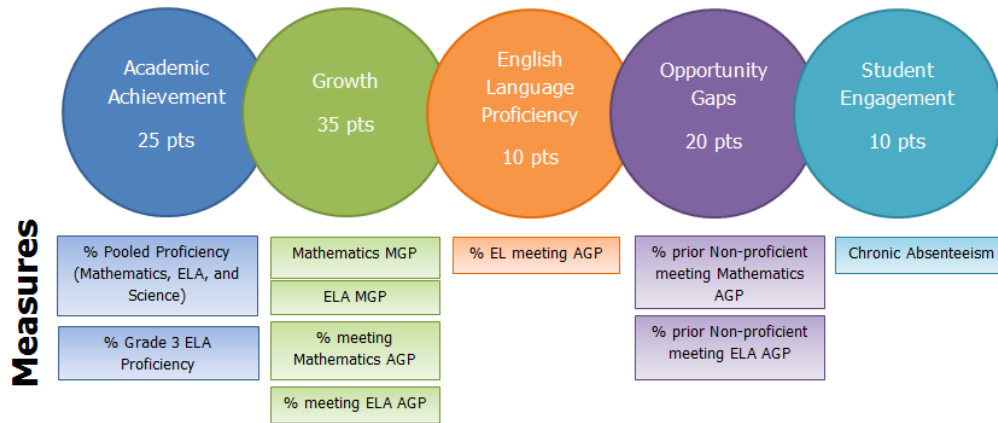 Academic
Achievement
25 pts
Growth
35 pts
English
Language
Proficiency
10 pts
Opportunity
Gaps
20 pts
Student
Engagement
10 pts
Measures
% Pooled Proficiency
(Mathematics, ELA, and
Science)
% Grade 3 ELA
Proficiency
Mathematics MGP
ELA MGP
% meeting
Mathematics AGP
% meeting ELA AGP
% EL meeting AGP
% prior Non-proficient
meeting Mathematics
AGP
% prior Non-proficient
meeting ELA AGP
Chronic Absenteeism